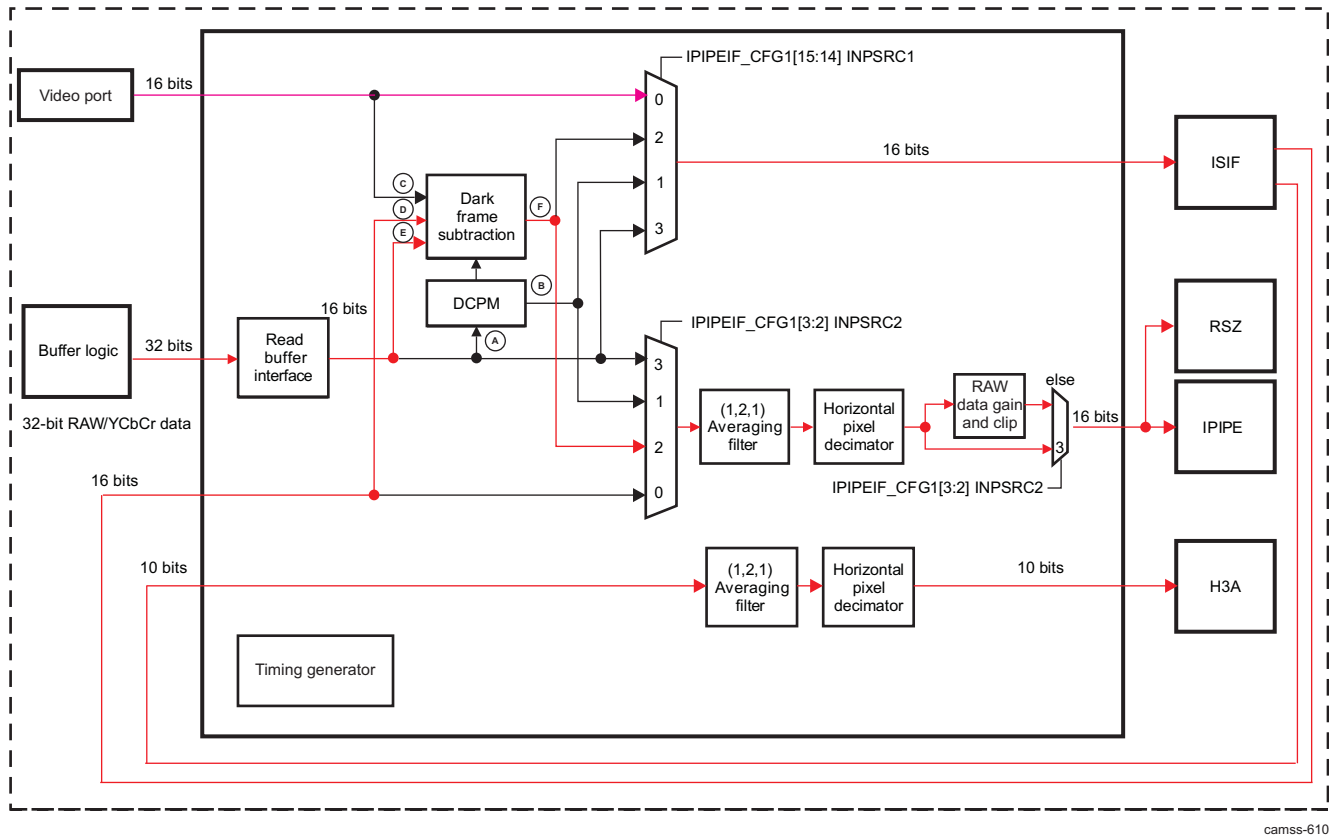 IPIPEIF_CFG1[15:14] INPSRC1
16 bits
Video port
0
2
16 bits
ISIF
1
C
Dark
frame
subtraction
D
F
E
3
DCPM
B
16 bits
RSZ
IPIPEIF_CFG1[3:2] INPSRC2
Buffer logic
32 bits
Read
buffer
interface
A
3
else
RAW
data gain
and clip
1
(1,2,1)
Averaging
filter
Horizontal
pixel
decimator
16 bits
IPIPE
32-bit RAW/YCbCr data
2
3
16 bits
0
IPIPEIF_CFG1[3:2] INPSRC2
10 bits
(1,2,1)
Averaging
filter
Horizontal
pixel
decimator
10 bits
H3A
Timing generator
camss-610